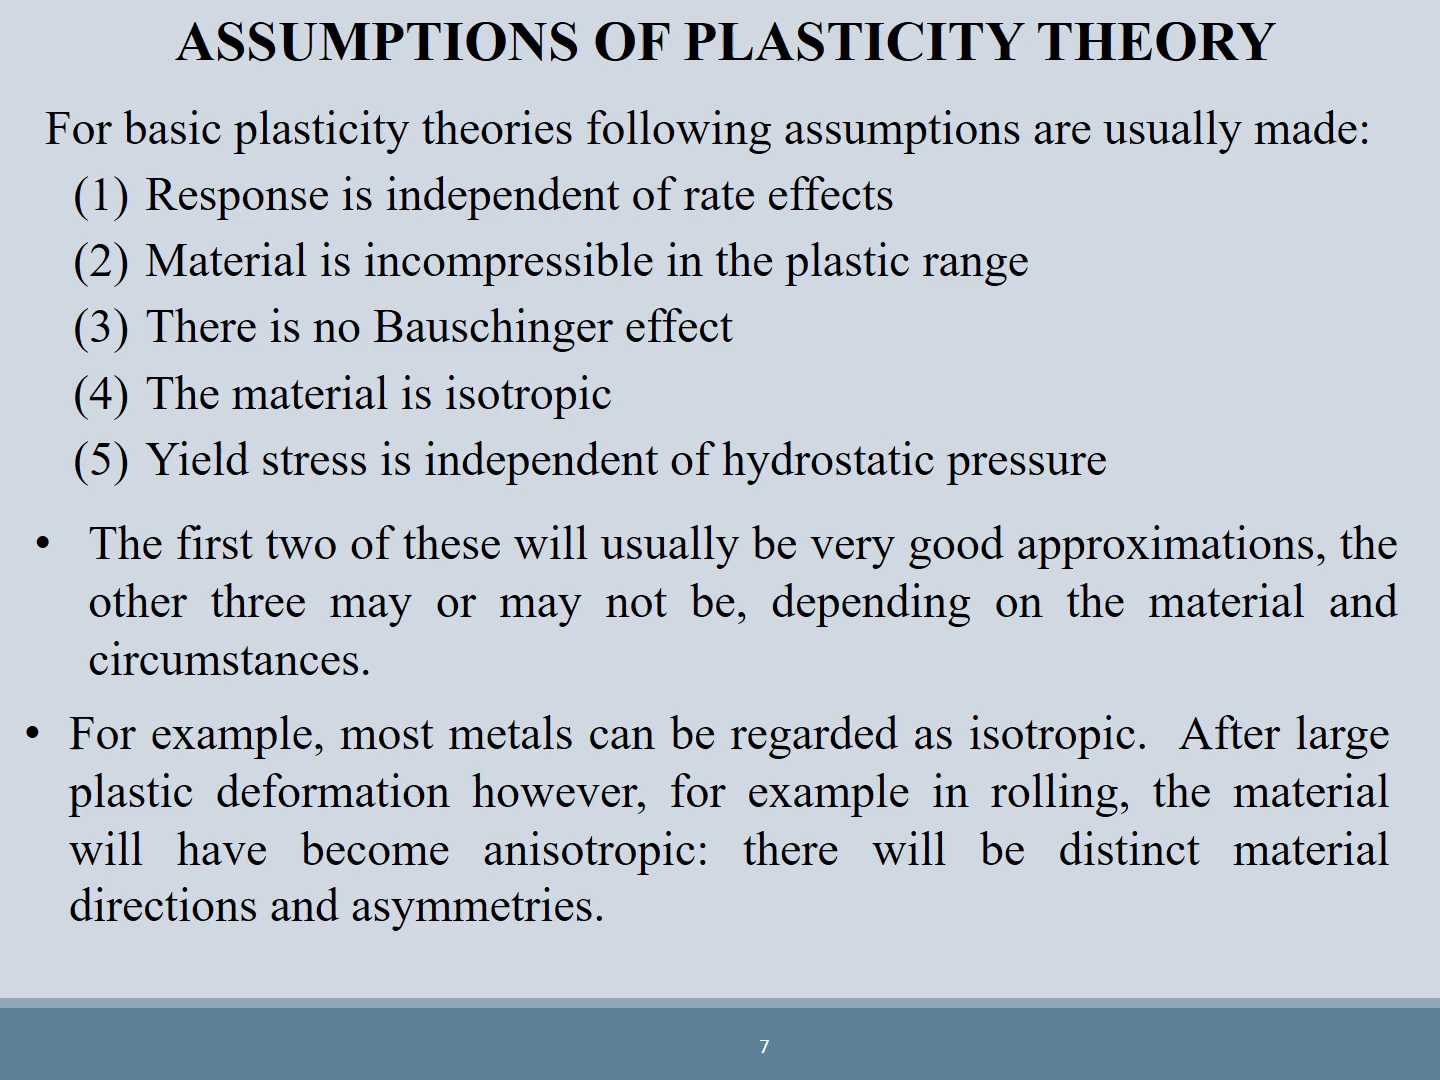 ASSUMPTIONS OF PLASTICITY THEORY
For basic plasticity theories following assumptions are usually made:
(1) Response is independent of rate effects
(2) Material is incompressible in the plastic range
(3) There is no Bauschinger effect
(4) The material is isotropic
(5) Yield stress is independent of hydrostatic pressure
• The first two of these will usually be very good approximations, the
other three may or may not be, depending on the material and
circumstances.
• For example, most metals can be regarded as isotropic. After large
plastic deformation however, for example in rolling, the material
will have become anisotropic: there will be distinct material
directions and asymmetries.
7